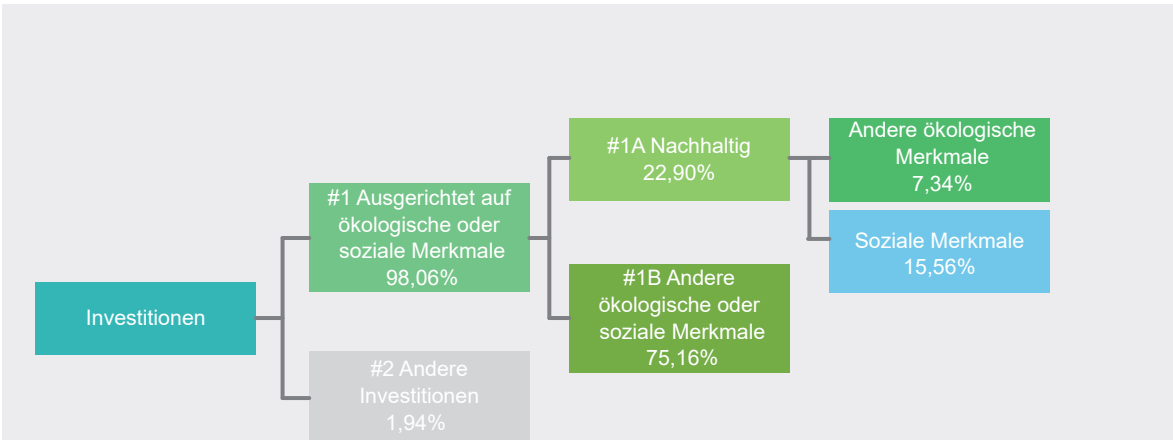 Investitionen
#1 Ausgerichtet auf
ökologische oder
soziale Merkmale
98,06%
#2 Andere
Investitionen
1,94%
#1A Nachhaltig
22,90%
#1B Andere
ökologische oder
soziale Merkmale
75,16%
Andere ökologische
Merkmale
7,34%
Soziale Merkmale
15,56%